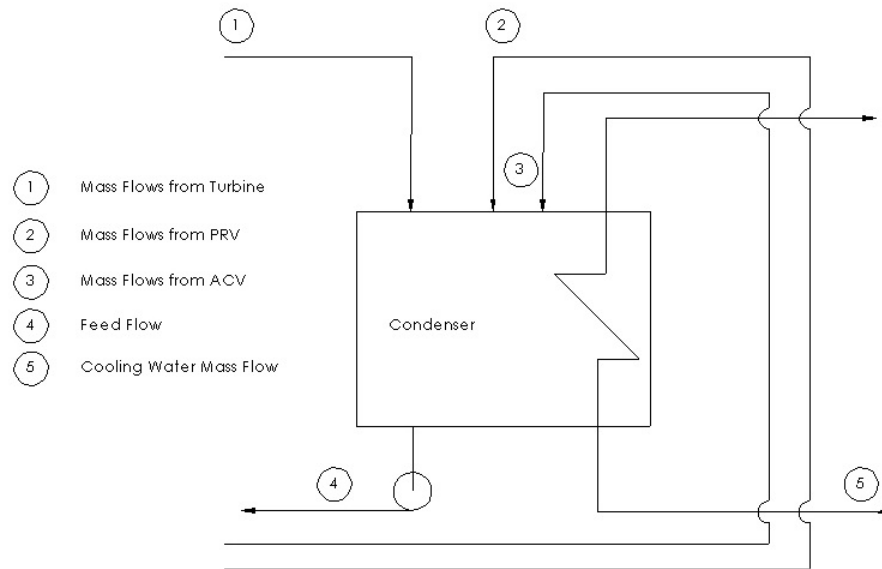 1
2
3
1 Mass Flows from Turbine
2 Mass Flows from PRV
3 Mass Flows from ACV
4 Feed Flow
5 Cooling Water Mass Flow
Condenser
4
5